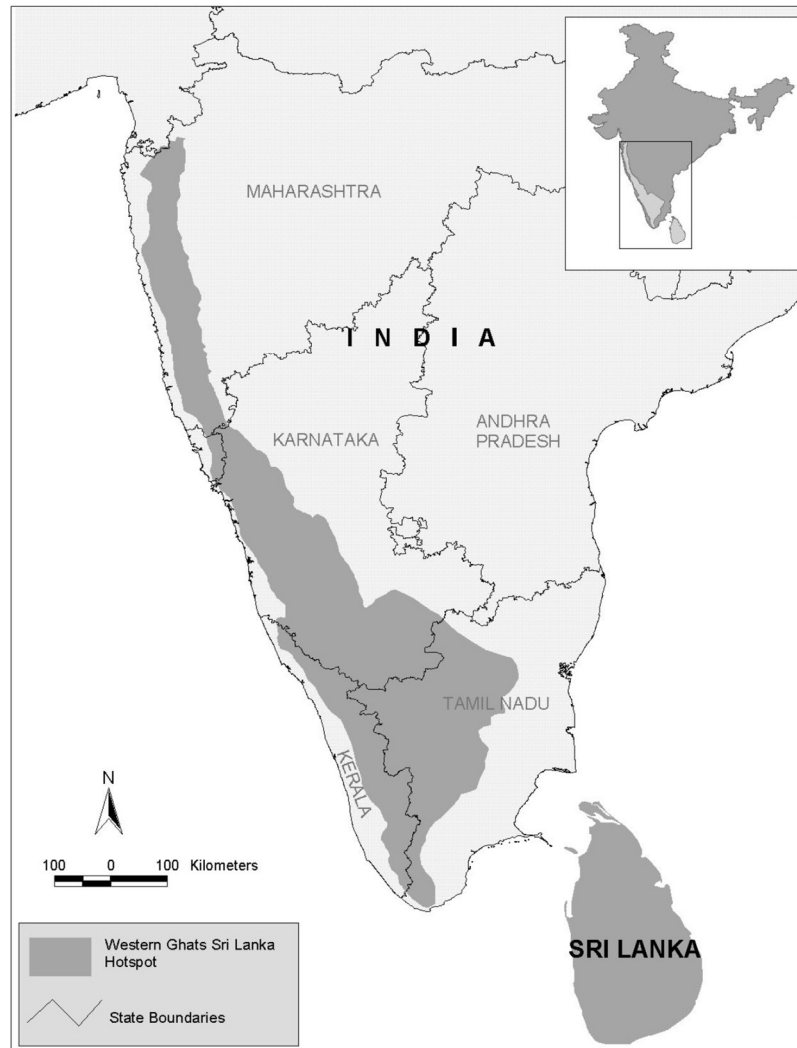 MAHARASHTRA
I N D I A
KARNATAKA
ANDHRA
PRADESH
TAMIL NADU
KERALA
N
100 0 100 Kilometers
SRI LANKA
Western Ghats Sri Lanka
Hotspot
State Boundaries